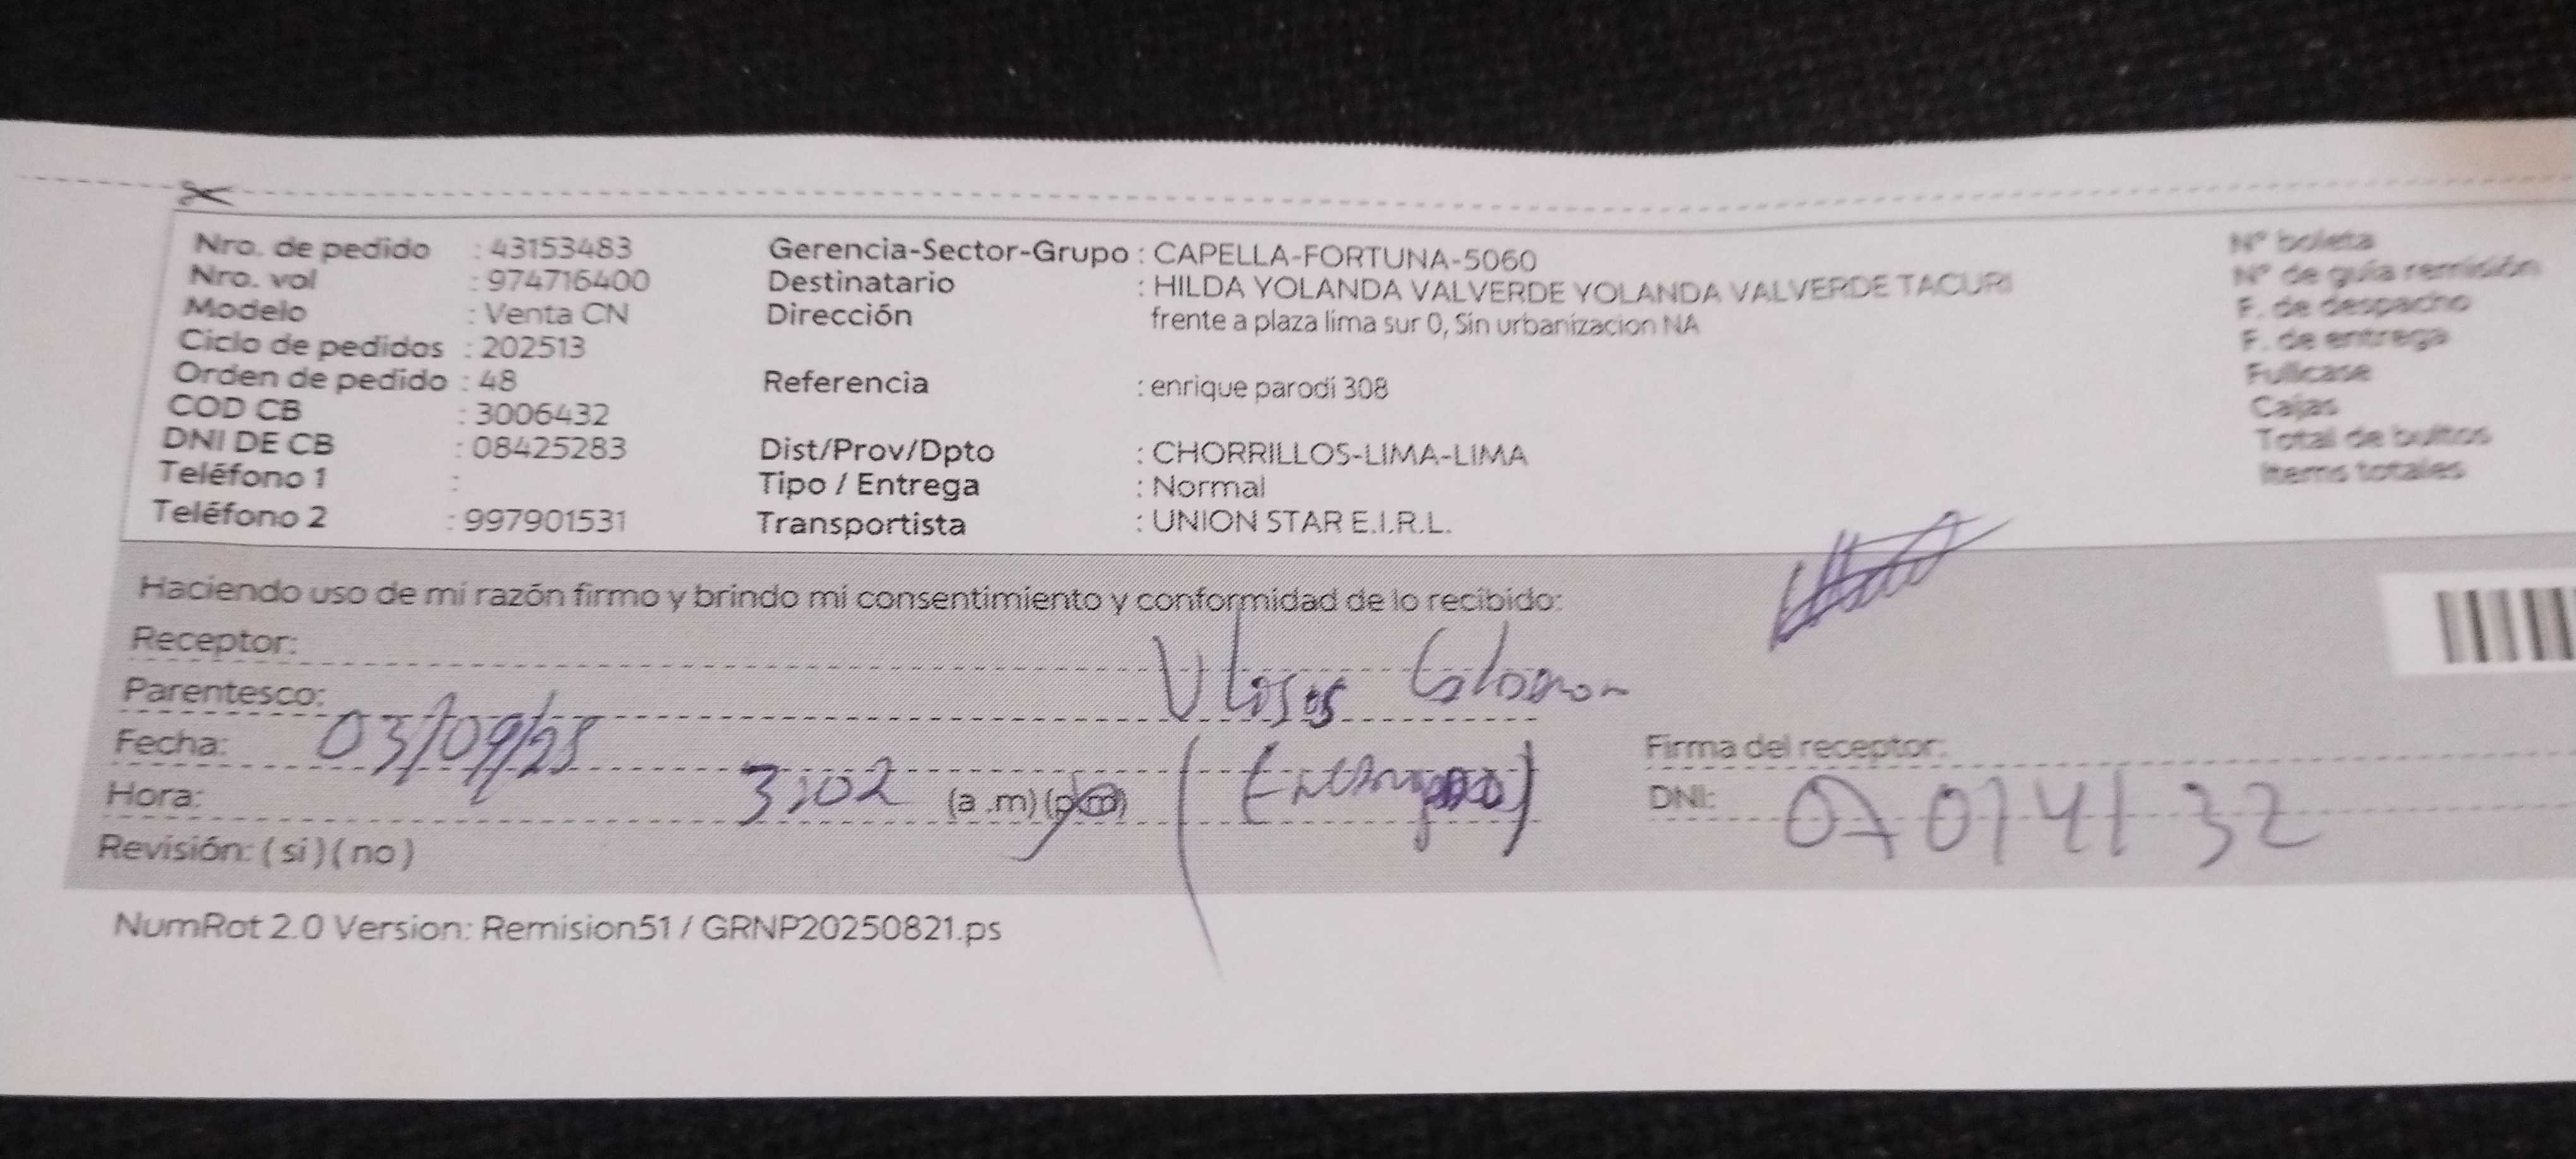 Nro. de pedido : 43153483
Nro. vol : 974716400
Modelo : Venta CN
Ciclo de pedidos : 202513
Orden de pedido : 48
COD CB : 3006432
DNI DE CB : 08425283
Teléfono 1 :
Teléfono 2 : 997901531
Gerencia-Sector-Grupo : CAPELLA-FORTUNA-5060
Destinatario : HILDA YOLANDA VALVERDE YOLANDA VALVERDE TACURI
Dirección frente a plaza lima sur 0, Sin urbanizacion NA
Referencia : enrique parodi 308
Dist/Prov/Dpto : CHORRILLOS-LIMA-LIMA
Tipo / Entrega : Normal
Transportista : UNION STAR E.I.R.L.
N° boleta
N° de guía remisión
F. de despacho
F. de entrega
Fullcase
Cajas
Total de bultos
Items totales
Haciendo uso de mi razón firmo y brindo mi consentimiento y conformidad de lo recibido:
Receptor:
Ulises
Parentesco:
Fecha: 03/09/25
Hora: 3:02 (a .m) (p.m)
Revisión: ( si ) ( no )
Firma del receptor:
DNI: 07074132
NumRot 2.0 Version: Remision51 / GRNP20250821.ps